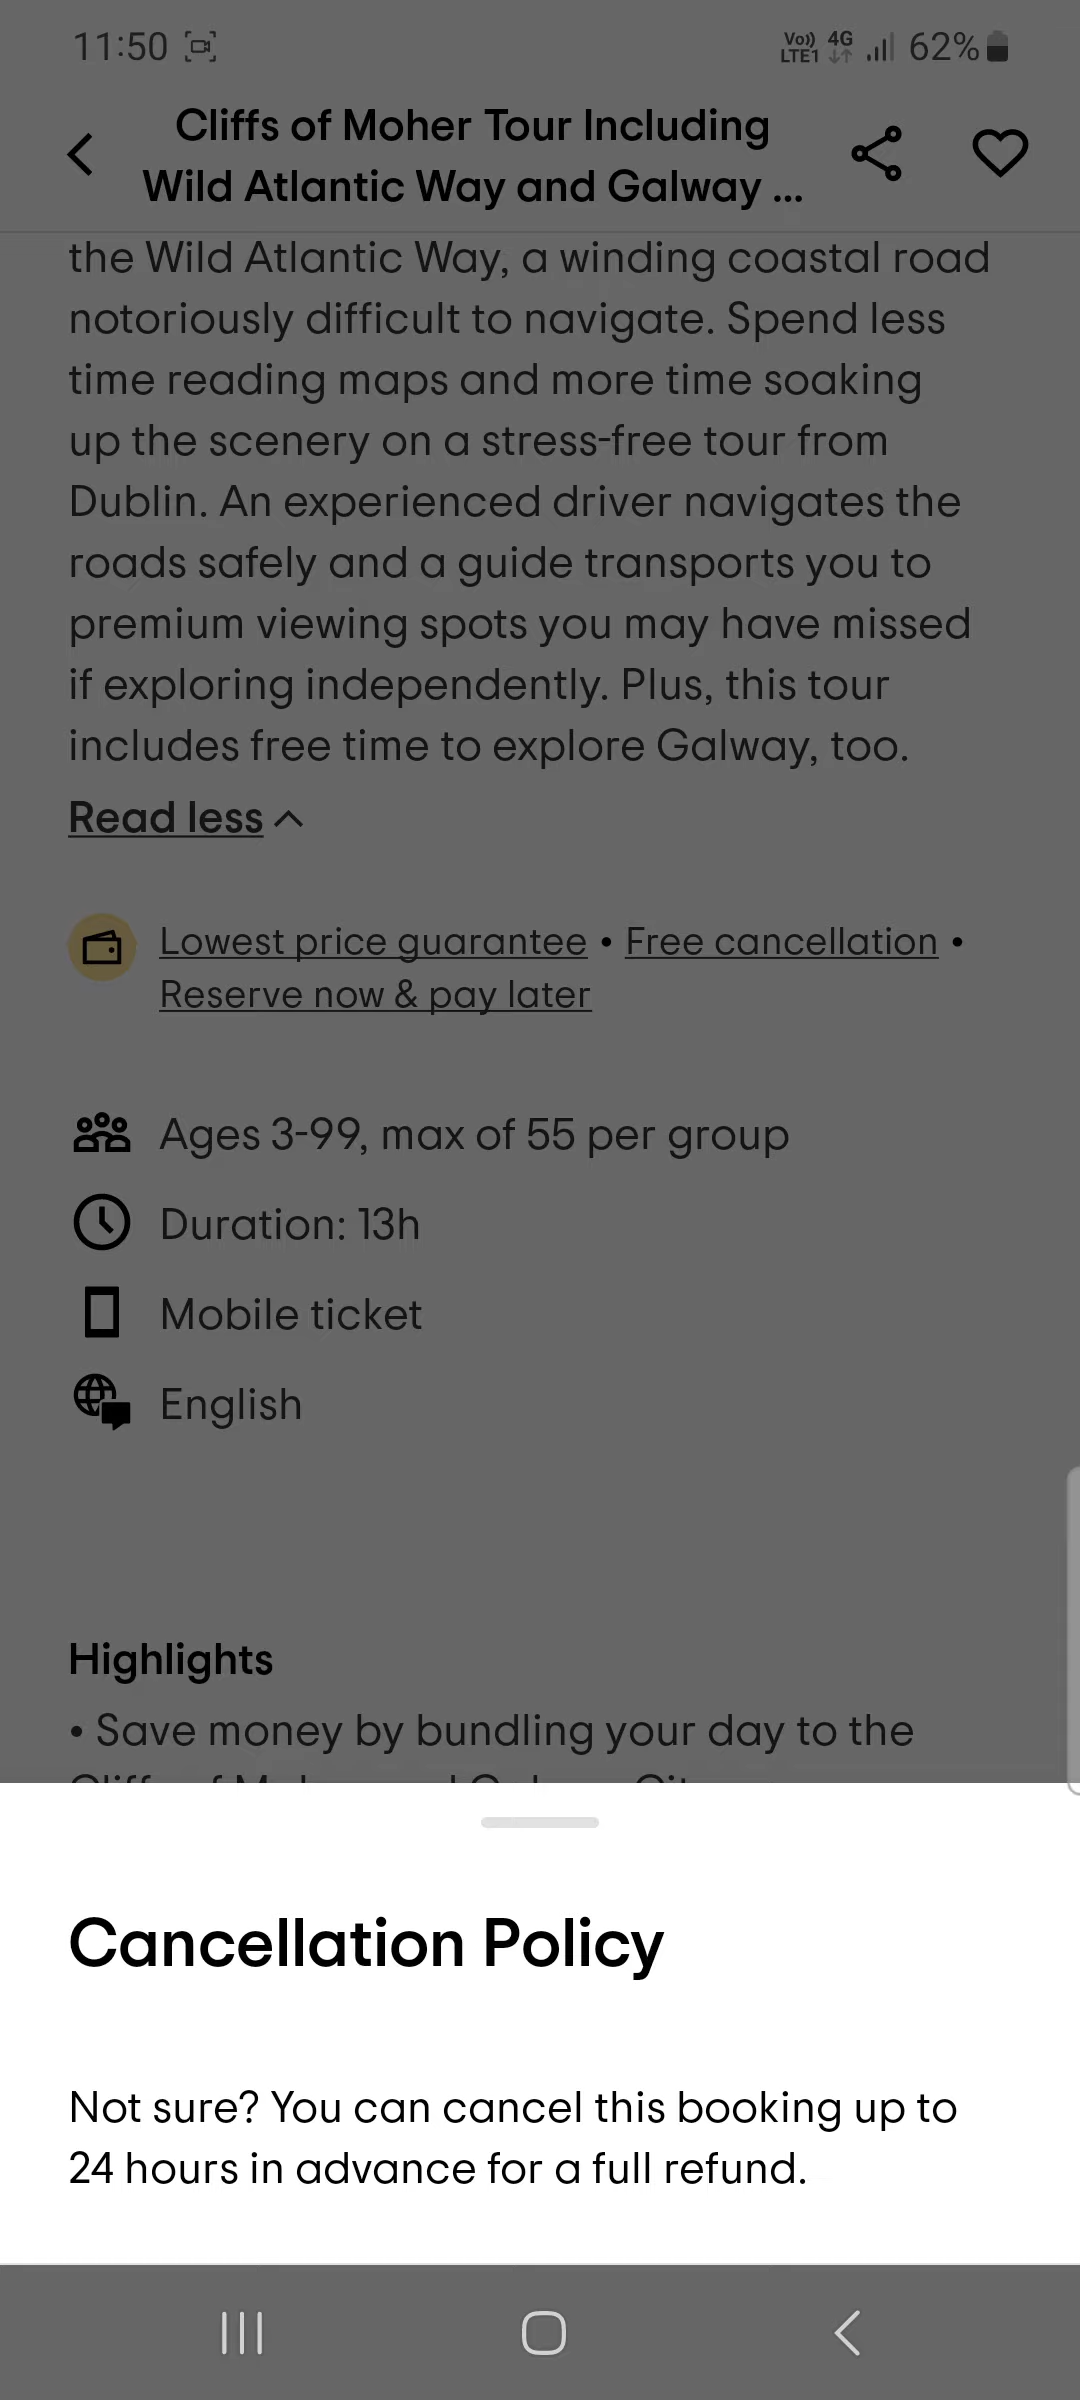 11:50
Vo)) LTE1 4G 62%
Cliffs of Moher Tour Including
Wild Atlantic Way and Galway ...
the Wild Atlantic Way, a winding coastal road
notoriously difficult to navigate. Spend less
time reading maps and more time soaking
up the scenery on a stress-free tour from
Dublin. An experienced driver navigates the
roads safely and a guide transports you to
premium viewing spots you may have missed
if exploring independently. Plus, this tour
includes free time to explore Galway, too.
Read less
Lowest price guarantee • Free cancellation •
Reserve now & pay later
Ages 3-99, max of 55 per group
Duration: 13h
Mobile ticket
English
Highlights
• Save money by bundling your day to the
Cancellation Policy
Not sure? You can cancel this booking up to
24 hours in advance for a full refund.